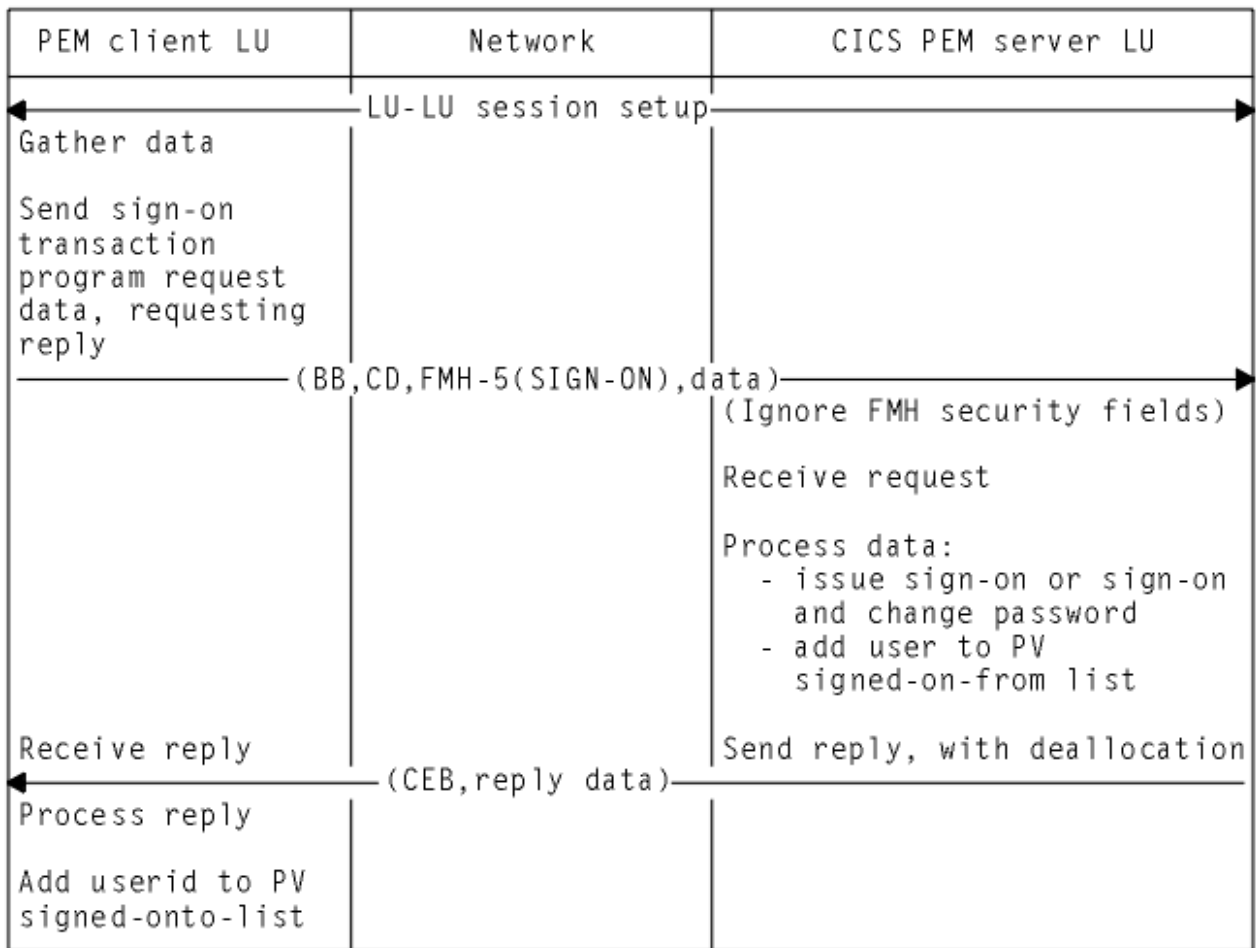 PEM client LU Network CICS PEM server LU
LU-LU session setup
Gather data
Send sign-on
transaction
program request
data, requesting
reply
(BB,CD,FMH-5(SIGN-ON),data)
(Ignore FMH security fields)
Receive request
Process data:
- issue sign-on or sign-on
and change password
- add user to PV
signed-on-from list
Receive reply Send reply, with deallocation
(CEB,reply data)
Process reply
Add userid to PV
signed-onto-list